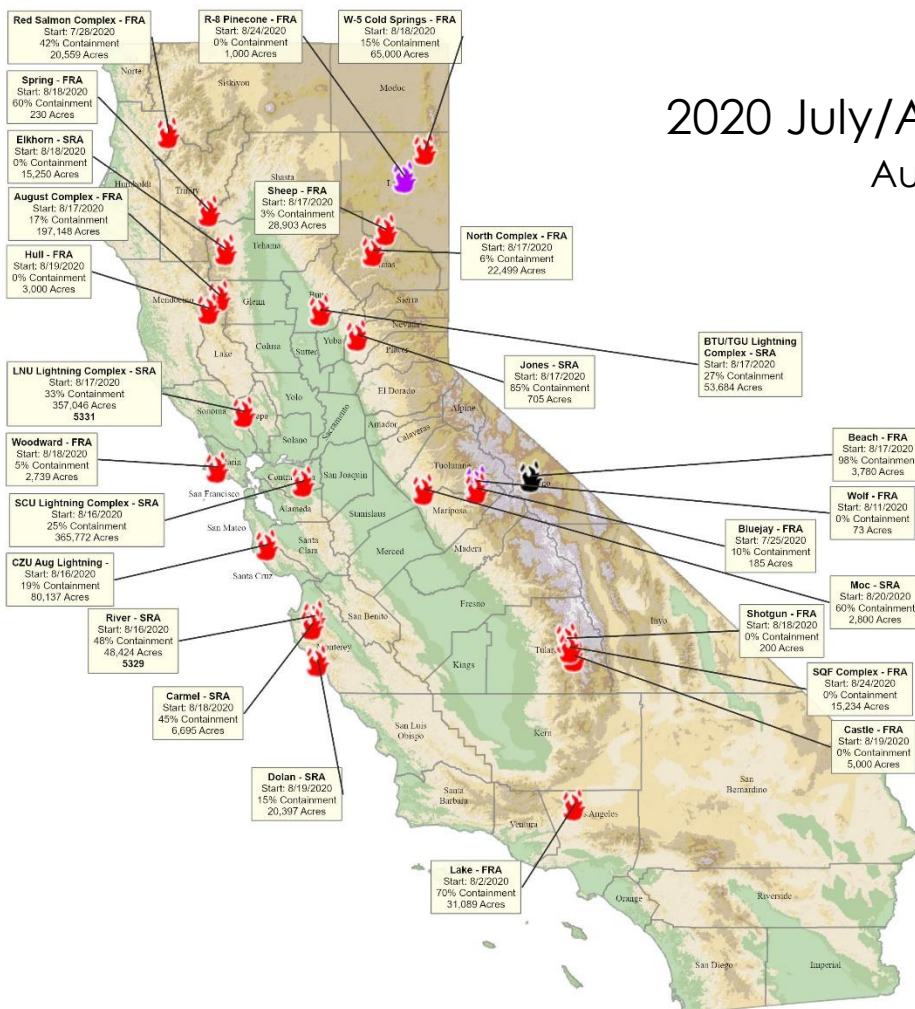 Red Salmon Complex - FRA
Start: 7/28/2020
42% Containment
20,559 Acres
R-8 Pinecone - FRA
Start: 8/24/2020
0% Containment
1,000 Acres
W-5 Cold Springs - FRA
Start: 8/18/2020
15% Containment
65,000 Acres
2020 July/A
Au
Spring - FRA
Start: 8/18/2020
60% Containment
230 Acres
Elkhorn - SRA
Start: 8/18/2020
0% Containment
15,250 Acres
August Complex - FRA
Start: 8/17/2020
17% Containment
197,148 Acres
Hull - FRA
Start: 8/19/2020
0% Containment
3,000 Acres
Sheep - FRA
Start: 8/17/2020
3% Containment
28,903 Acres
North Complex - FRA
Start: 8/17/2020
6% Containment
22,499 Acres
BTU/TGU Lightning
Complex - SRA
Start: 8/17/2020
27% Containment
53,684 Acres
Jones - SRA
Start: 8/17/2020
85% Containment
705 Acres
LNU Lightning Complex - SRA
Start: 8/17/2020
33% Containment
357,046 Acres
5331
Woodward - FRA
Start: 8/18/2020
5% Containment
2,739 Acres
SCU Lightning Complex - SRA
Start: 8/16/2020
25% Containment
365,772 Acres
CZU Aug Lightning -
Start: 8/16/2020
19% Containment
80,137 Acres
River - SRA
Start: 8/16/2020
48% Containment
48,424 Acres
5329
Carmel - SRA
Start: 8/18/2020
45% Containment
6,695 Acres
Dolan - SRA
Start: 8/19/2020
15% Containment
20,397 Acres
Lake - FRA
Start: 8/2/2020
70% Containment
31,089 Acres
Beach - FRA
Start: 8/17/2020
98% Containment
3,780 Acres
Wolf - FRA
Start: 8/11/2020
0% Containment
73 Acres
Bluejay - FRA
Start: 7/25/2020
10% Containment
185 Acres
Moc - SRA
Start: 8/20/2020
60% Containment
2,800 Acres
Shotgun - FRA
Start: 8/18/2020
0% Containment
200 Acres
SQF Complex - FRA
Start: 8/24/2020
0% Containment
15,234 Acres
Castle - FRA
Start: 8/19/2020
0% Containment
5,000 Acres
Norte
Siskiyou
Modoc
Humboldt
Trinity
Shasta
Tehama
Mendocino
Glenn
Sierra
Nevada
Lake
Colusa
Sutter
Yuba
Placer
El Dorado
Yolo
Sonoma
Solano
Sacramento
Amador
Alpine
Calaveras
San Joaquin
Tuolumne
San Francisco
Alameda
Stanislaus
Mariposa
San Mateo
Santa
Clara
Merced
Madera
Santa Cruz
San Benito
Fresno
Inyo
Kings
San Luis
Obispo
Kern
Santa
Barbara
Ventura
San
Bernardino
Orange
Riverside
San Diego
Imperial